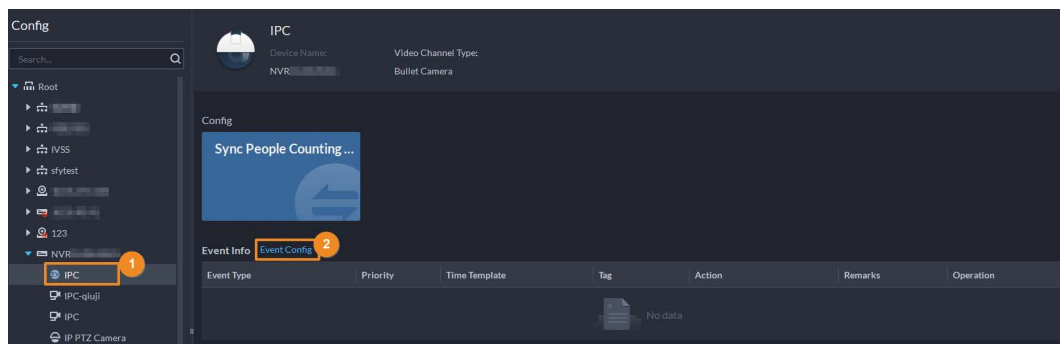 Config
Search...
Root
IVSS
sfytest
123
NVR
IPC
IPC-qiuji
IPC
IP PTZ Camera
1
IPC
Device Name:
Video Channel Type:
NVR
Bullet Camera
Config
Sync People Counting ...
Event Info Event Config 2
Event Type Priority Time Template Tag Action Remarks Operation
No data